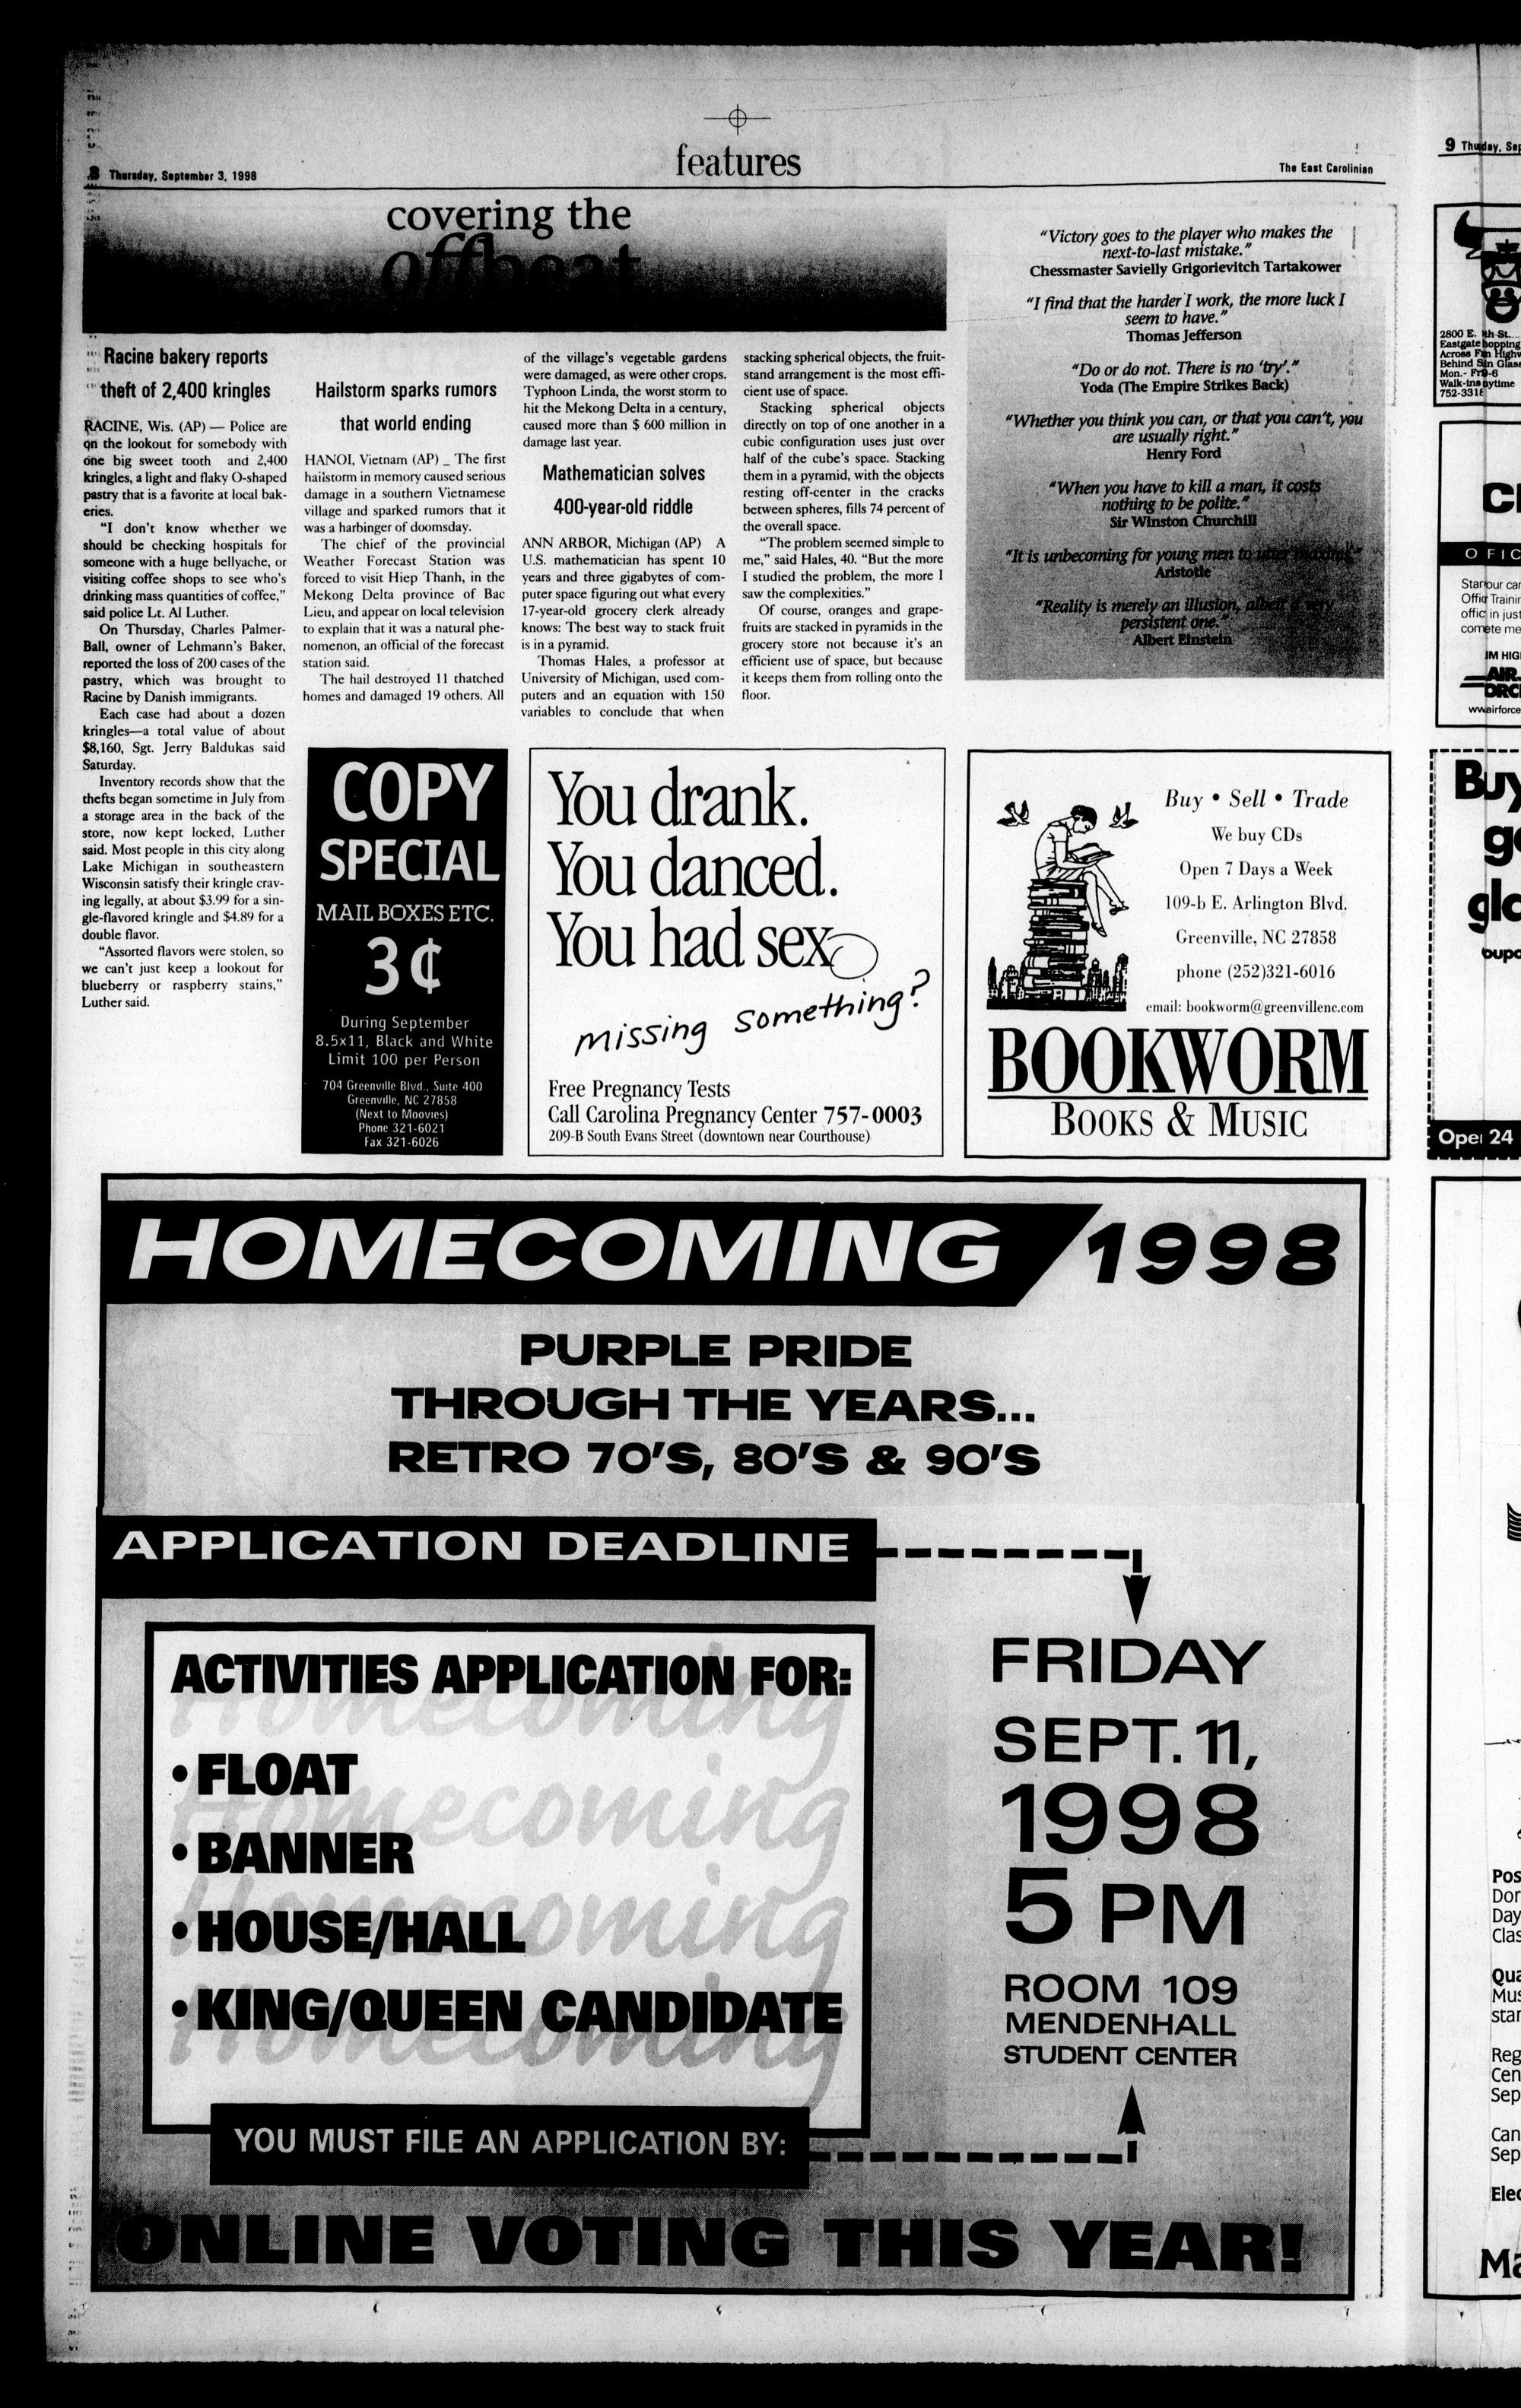 8 Thursday, September 3, 1998
features
The East Carolinian
covering the
offbeat
Racine bakery reports
theft of 2,400 kringles
RACINE, Wis. (AP) — Police are
on the lookout for somebody with
one big sweet tooth and 2,400
kringles, a light and flaky O-shaped
pastry that is a favorite at local bak-
eries.
"I don't know whether we
should be checking hospitals for
someone with a huge bellyache, or
visiting coffee shops to see who's
drinking mass quantities of coffee,"
said police Lt. Al Luther.
On Thursday, Charles Palmer-
Ball, owner of Lehmann's Baker,
reported the loss of 200 cases of the
pastry, which was brought to
Racine by Danish immigrants.
Each case had about a dozen
kringles—a total value of about
$8,160, Sgt. Jerry Baldukas said
Saturday.
Inventory records show that the
thefts began sometime in July from
a storage area in the back of the
store, now kept locked, Luther
said. Most people in this city along
Lake Michigan in southeastern
Wisconsin satisfy their kringle crav-
ing legally, at about $3.99 for a sin-
gle-flavored kringle and $4.89 for a
double flavor.
"Assorted flavors were stolen, so
we can't just keep a lookout for
blueberry or raspberry stains,"
Luther said.
Hailstorm sparks rumors
that world ending
HANOI, Vietnam (AP) _ The first
hailstorm in memory caused serious
damage in a southern Vietnamese
village and sparked rumors that it
was a harbinger of doomsday.
The chief of the provincial
Weather Forecast Station was
forced to visit Hiep Thanh, in the
Mekong Delta province of Bac
Lieu, and appear on local television
to explain that it was a natural phe-
nomenon, an official of the forecast
station said.
The hail destroyed 11 thatched
homes and damaged 19 others. All
of the village's vegetable gardens
were damaged, as were other crops.
Typhoon Linda, the worst storm to
hit the Mekong Delta in a century,
caused more than $ 600 million in
damage last year.
Mathematician solves
400-year-old riddle
ANN ARBOR, Michigan (AP) A
U.S. mathematician has spent 10
years and three gigabytes of com-
puter space figuring out what every
17-year-old grocery clerk already
knows: The best way to stack fruit
is in a pyramid.
Thomas Hales, a professor at
University of Michigan, used com-
puters and an equation with 150
variables to conclude that when
stacking spherical objects, the fruit-
stand arrangement is the most effi-
cient use of space.
Stacking spherical objects
directly on top of one another in a
cubic configuration uses just over
half of the cube's space. Stacking
them in a pyramid, with the objects
resting off-center in the cracks
between spheres, fills 74 percent of
the overall space.
"The problem seemed simple to
me," said Hales, 40. "But the more
I studied the problem, the more I
saw the complexities."
Of course, oranges and grape-
fruits are stacked in pyramids in the
grocery store not because it's an
efficient use of space, but because
it keeps them from rolling onto the
floor.
"Victory goes to the player who makes the
next-to-last mistake."
Chessmaster Savielly Grigorievitch Tartakower
"I find that the harder I work, the more luck I
seem to have."
Thomas Jefferson
"Do or do not. There is no 'try'."
Yoda (The Empire Strikes Back)
"Whether you think you can, or that you can't, you
are usually right."
Henry Ford
"When you have to kill a man, it costs
nothing to be polite."
Sir Winston Churchill
"It is unbecoming for young men to utter maxims."
Aristotle
"Reality is merely an illusion, albeit a very
persistent one."
Albert Einstein
COPY
SPECIAL
MAIL BOXES ETC.
3¢
During September
8.5x11, Black and White
Limit 100 per Person
704 Greenville Blvd., Suite 400
Greenville, NC 27858
(Next to Moovies)
Phone 321-6021
Fax 321-6026
You drank.
You danced.
You had sex
missing something?
Free Pregnancy Tests
Call Carolina Pregnancy Center 757-0003
209-B South Evans Street (downtown near Courthouse)
Buy • Sell • Trade
We buy CDs
Open 7 Days a Week
109-b E. Arlington Blvd.
Greenville, NC 27858
phone (252)321-6016
email: bookworm@greenvillenc.com
BOOKWORM
BOOKS & MUSIC
HOMECOMING 1998
PURPLE PRIDE
THROUGH THE YEARS...
RETRO 70'S, 80'S & 90'S
APPLICATION DEADLINE
ACTIVITIES APPLICATION FOR:
Homecoming
• FLOAT
Homecoming
• BANNER
Homecoming
• HOUSE/HALL
• KING/QUEEN CANDIDATE
Homecoming
YOU MUST FILE AN APPLICATION BY:
FRIDAY
SEPT. 11,
1998
5 PM
ROOM 109
MENDENHALL
STUDENT CENTER
ONLINE VOTING THIS YEAR!
9
2800 E.
Mon.-
752-331
Buy
24